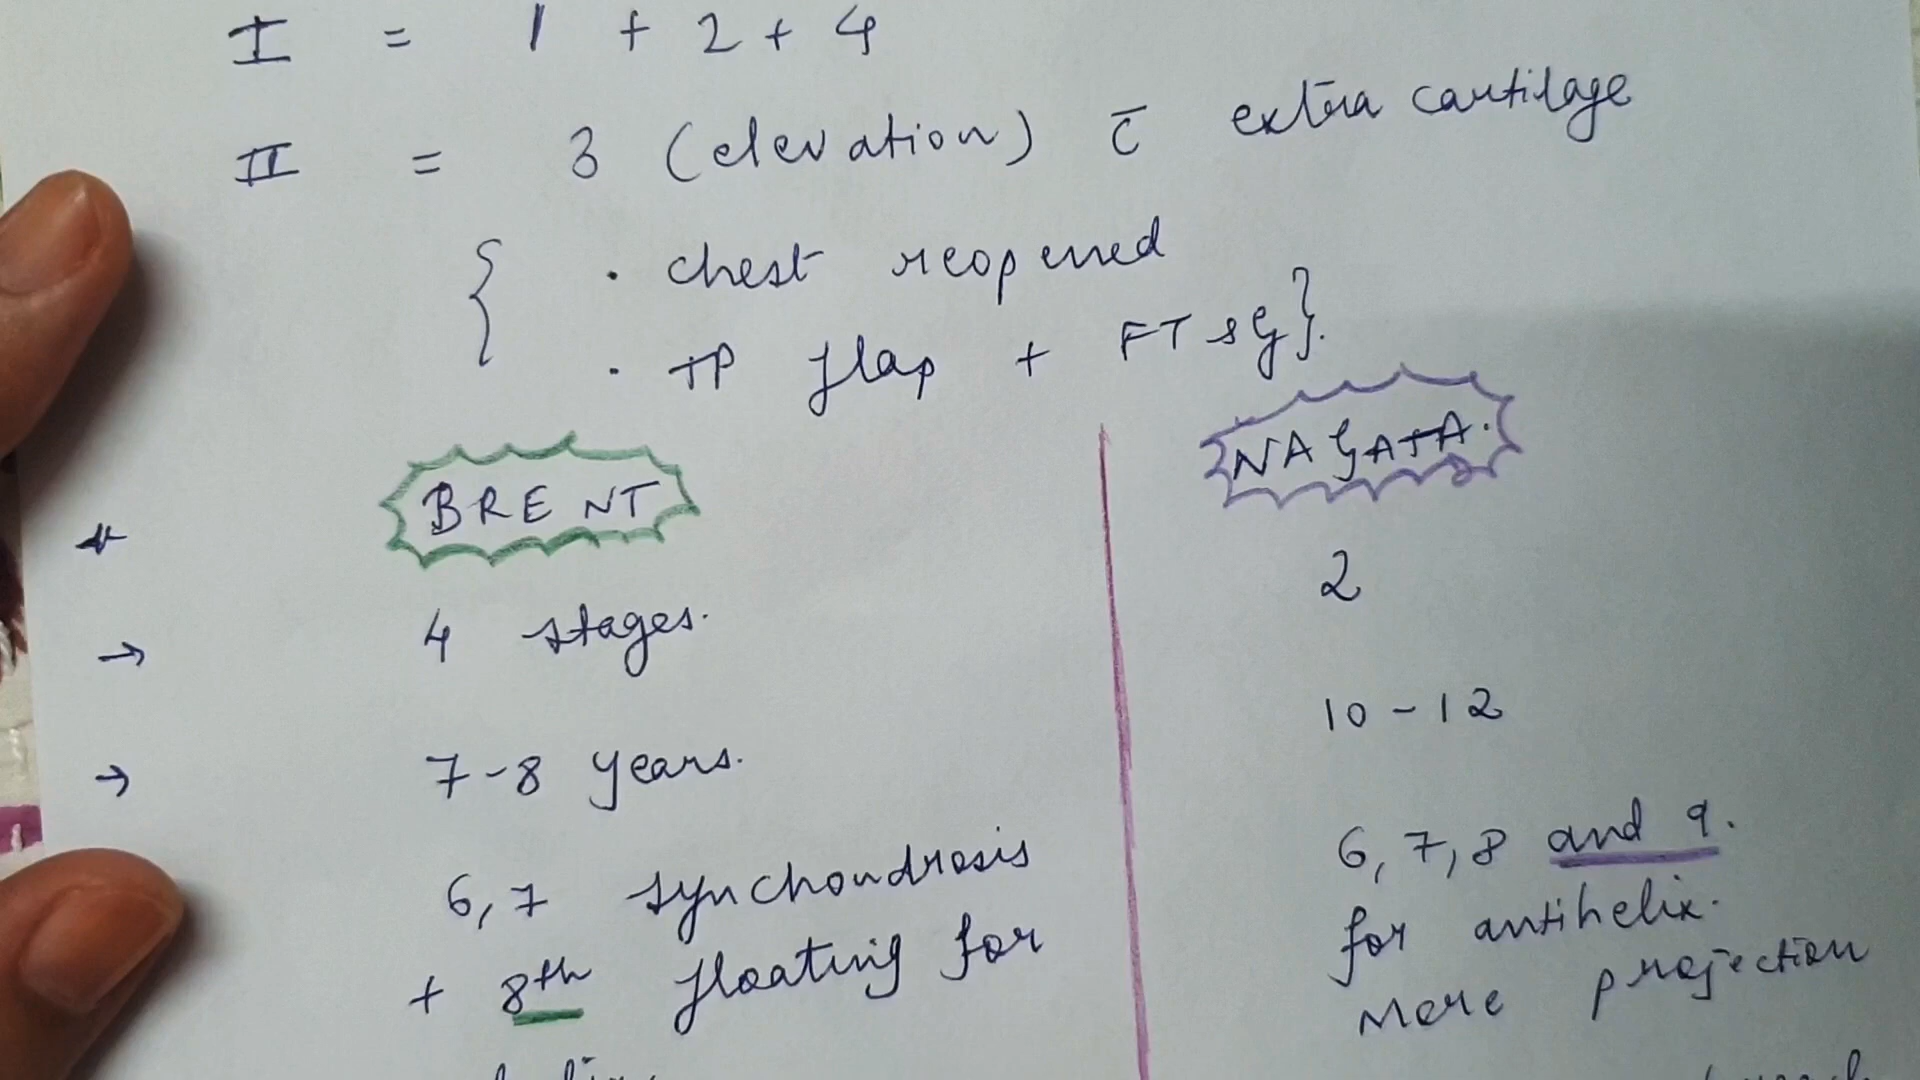 I = 1 + 2 + 4
II = 3 (elevation) c̄ extra cartilage
{ . chest reopened
. TP flap + FTSG}.
BRENT
NAGATA.
→ 4 stages.
2
→ 7-8 years.
10-12
6, 7 synchondrosis
+ 8th floating for
6, 7, 8 and 9.
for antihelix.
more projection